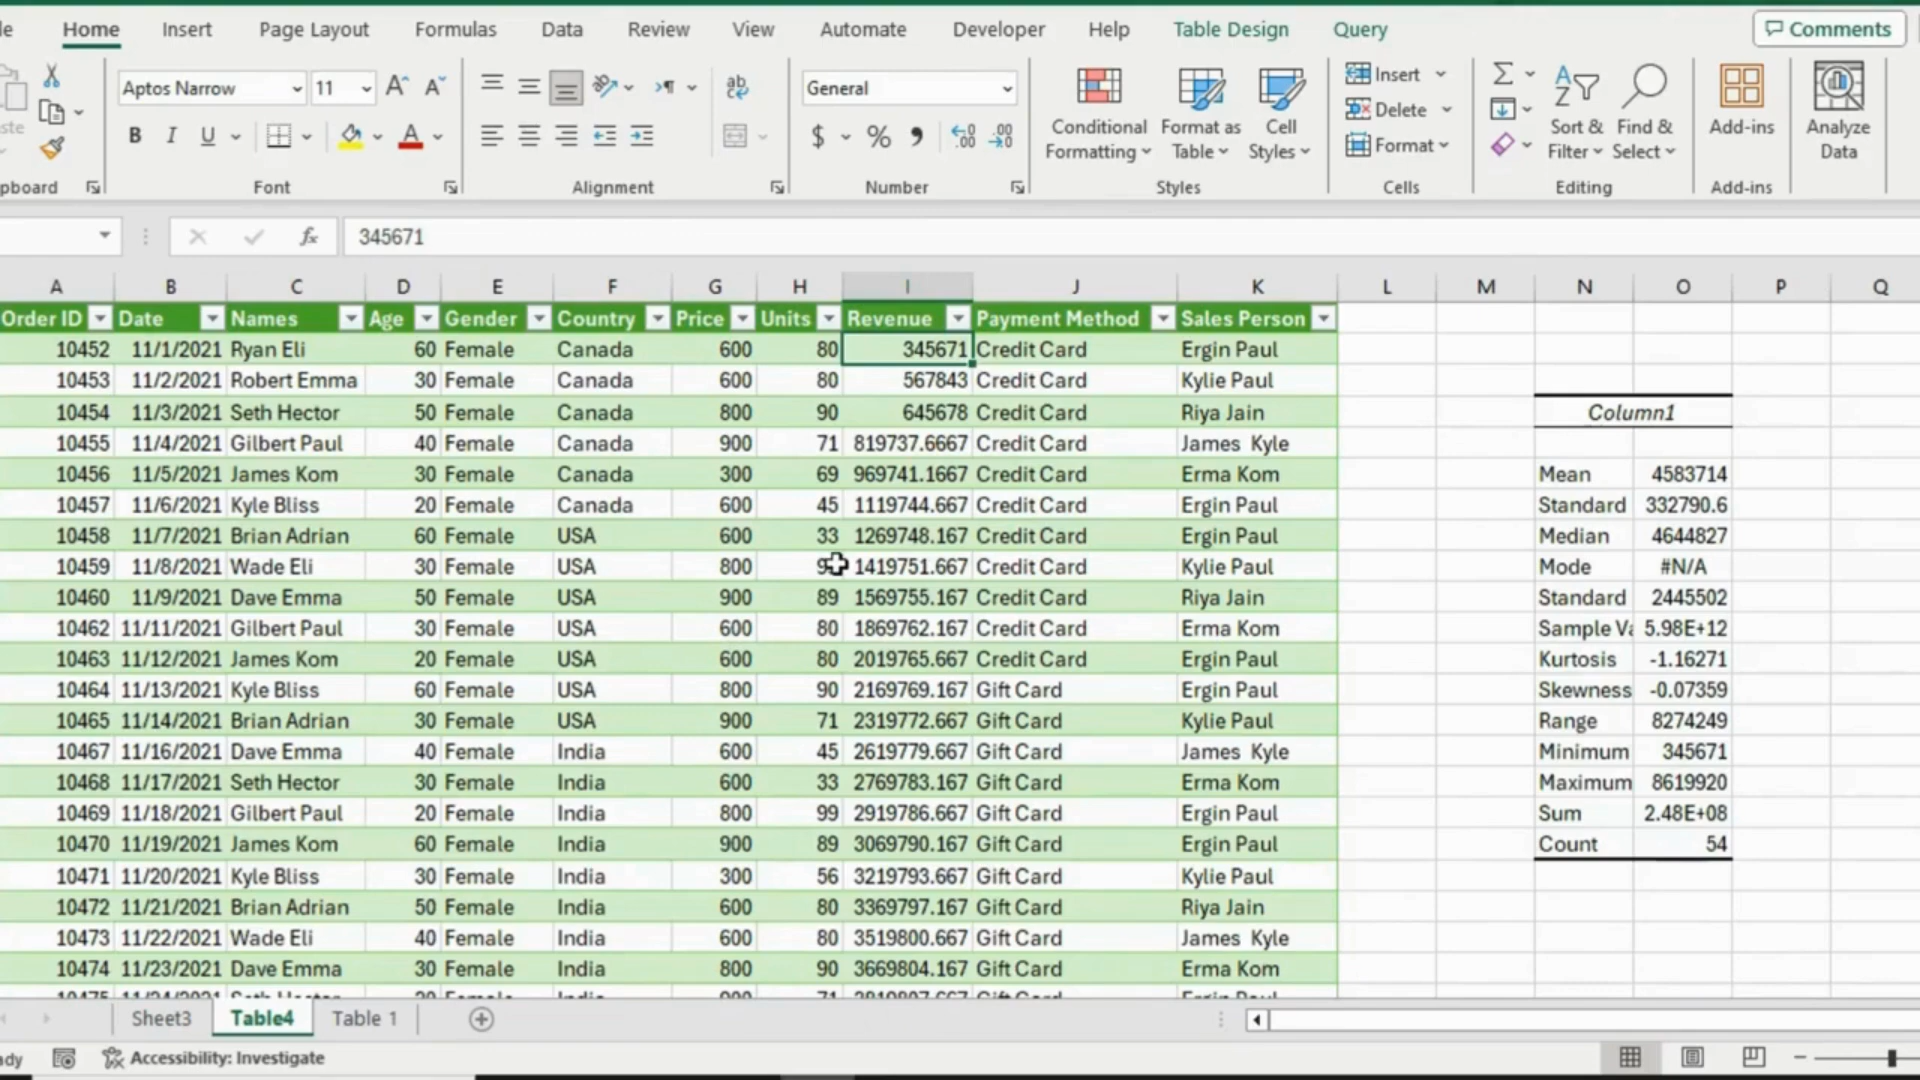 Home Insert Page Layout Formulas Data Review View Automate Developer Help Table Design Query Comments
Aptos Narrow 11 General Insert
B I U $ % Conditional Formatting Format as Table Cell Styles Delete Format Sort & Filter Find & Select Add-ins Analyze Data
Font Alignment Number Styles Cells Editing Add-ins
fx 345671
A B C D E F G H I J K L M N O P Q
Order ID Date Names Age Gender Country Price Units Revenue Payment Method Sales Person
10452 11/1/2021 Ryan Eli 60 Female Canada 600 80 345671 Credit Card Ergin Paul
10453 11/2/2021 Robert Emma 30 Female Canada 600 80 567843 Credit Card Kylie Paul
10454 11/3/2021 Seth Hector 50 Female Canada 800 90 645678 Credit Card Riya Jain Column1
10455 11/4/2021 Gilbert Paul 40 Female Canada 900 71 819737.6667 Credit Card James Kyle
10456 11/5/2021 James Kom 30 Female Canada 300 69 969741.1667 Credit Card Erma Kom Mean 4583714
10457 11/6/2021 Kyle Bliss 20 Female Canada 600 45 1119744.667 Credit Card Ergin Paul Standard 332790.6
10458 11/7/2021 Brian Adrian 60 Female USA 600 33 1269748.167 Credit Card Ergin Paul Median 4644827
10459 11/8/2021 Wade Eli 30 Female USA 800 1419751.667 Credit Card Kylie Paul Mode #N/A
10460 11/9/2021 Dave Emma 50 Female USA 900 89 1569755.167 Credit Card Riya Jain Standard 2445502
10462 11/11/2021 Gilbert Paul 30 Female USA 600 80 1869762.167 Credit Card Erma Kom Sample 5.98E+12
10463 11/12/2021 James Kom 20 Female USA 600 80 2019765.667 Credit Card Ergin Paul Kurtosis -1.16271
10464 11/13/2021 Kyle Bliss 60 Female USA 800 90 2169769.167 Gift Card Ergin Paul Skewness -0.07359
10465 11/14/2021 Brian Adrian 30 Female USA 900 71 2319772.667 Gift Card Kylie Paul Range 8274249
10467 11/16/2021 Dave Emma 40 Female India 600 45 2619779.667 Gift Card James Kyle Minimum 345671
10468 11/17/2021 Seth Hector 30 Female India 600 33 2769783.167 Gift Card Erma Kom Maximum 8619920
10469 11/18/2021 Gilbert Paul 20 Female India 800 99 2919786.667 Gift Card Ergin Paul Sum 2.48E+08
10470 11/19/2021 James Kom 60 Female India 900 89 3069790.167 Gift Card Ergin Paul Count 54
10471 11/20/2021 Kyle Bliss 30 Female India 300 56 3219793.667 Gift Card Kylie Paul
10472 11/21/2021 Brian Adrian 50 Female India 600 80 3369797.167 Gift Card Riya Jain
10473 11/22/2021 Wade Eli 40 Female India 600 80 3519800.667 Gift Card James Kyle
10474 11/23/2021 Dave Emma 30 Female India 800 90 3669804.167 Gift Card Erma Kom
Sheet3 Table4 Table 1
Accessibility: Investigate